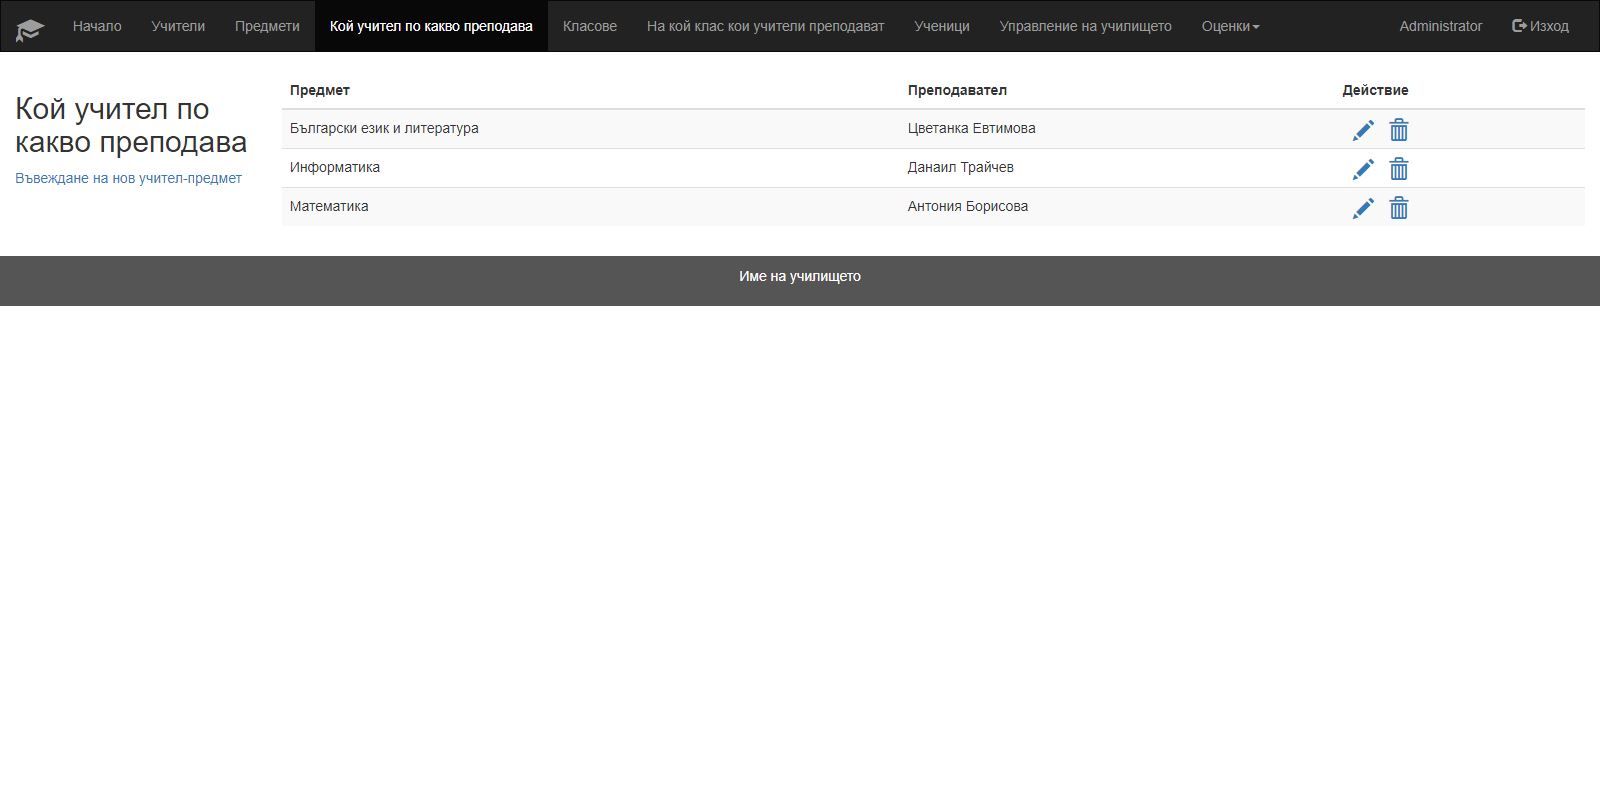 Начало Учители Предмети Кой учител по какво преподава Класове На кой клас кои учители преподават Ученици Управление на училището Оценки Administrator Изход
Кой учител по
какво преподава
Въвеждане на нов учител-предмет
Предмет Преподавател Действие
Български език и литература Цветанка Евтимова
Информатика Данаил Трайчев
Математика Антония Борисова
Име на училището